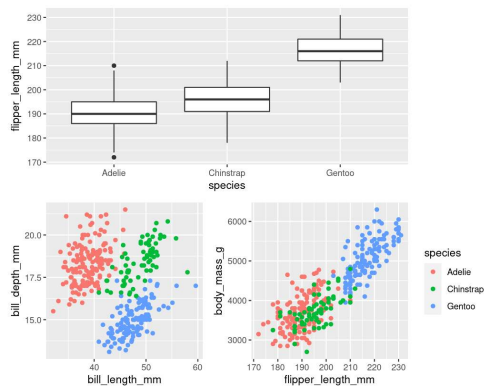 flipper_length_mm
230
220
210
200
190
180
170
Adelie Chinstrap Gentoo
species
bill_depth_mm
20.0
17.5
15.0
40 50 60
bill_length_mm
body_mass_g
6000
5000
4000
3000
170 180 190 200 210 220 230
flipper_length_mm
species
Adelie
Chinstrap
Gentoo